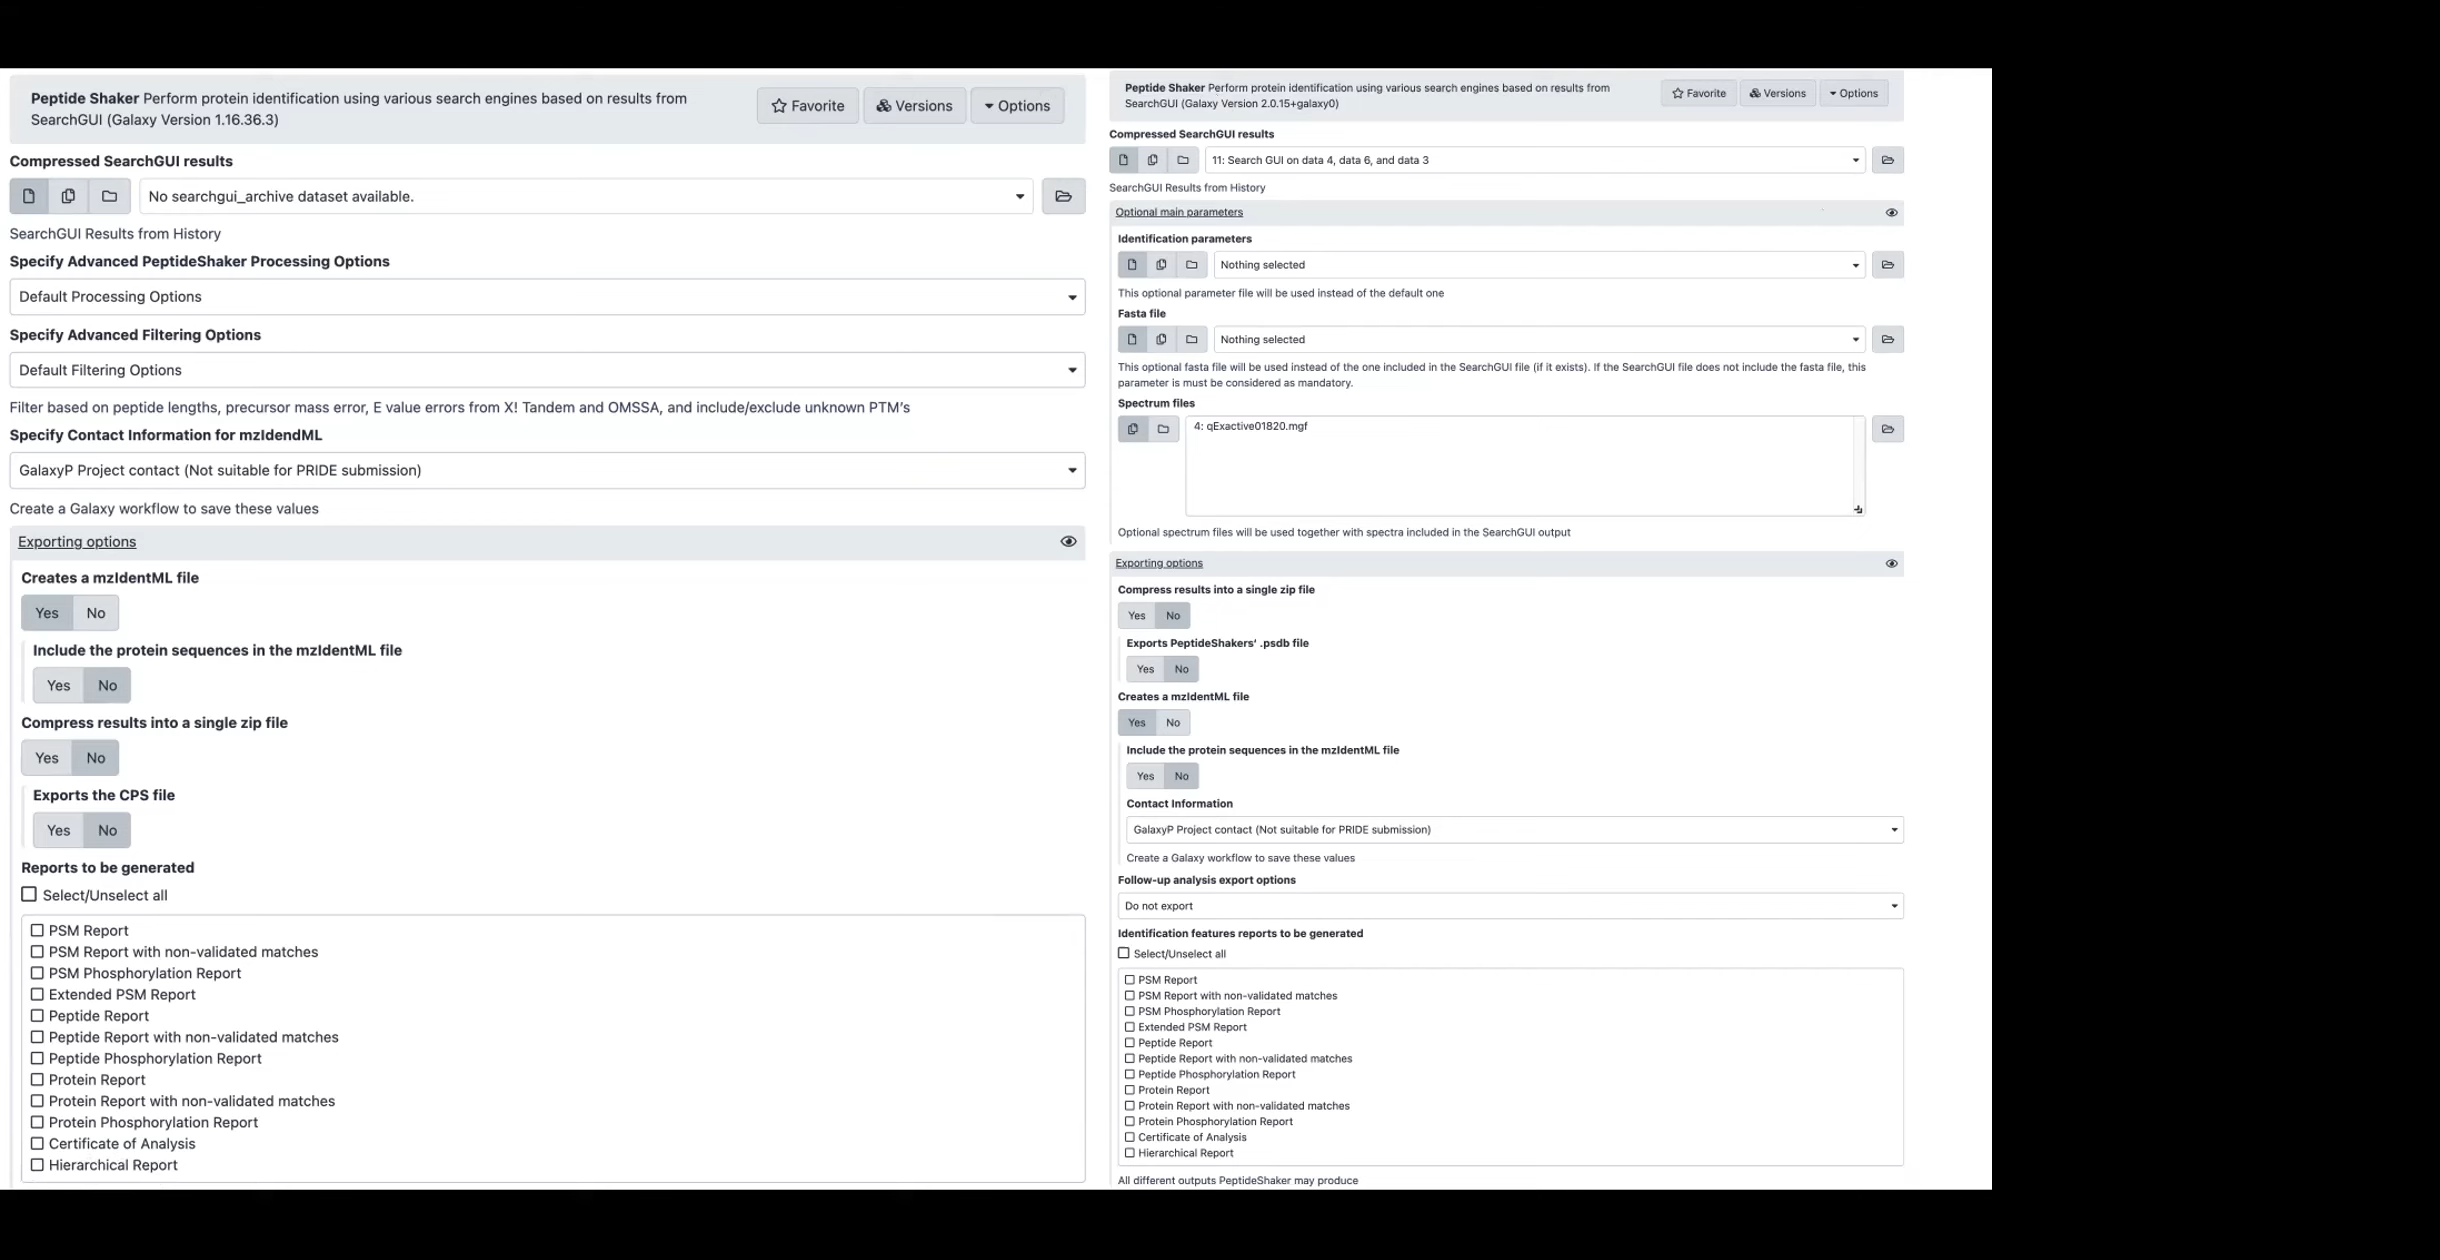 Peptide Shaker Perform protein identification using various search engines based on results from
SearchGUI (Galaxy Version 1.16.36.3)
Favorite
Versions
Options
Compressed SearchGUI results
No searchgui_archive dataset available.
SearchGUI Results from History
Specify Advanced PeptideShaker Processing Options
Default Processing Options
Specify Advanced Filtering Options
Default Filtering Options
Filter based on peptide lengths, precursor mass error, E value errors from X! Tandem and OMSSA, and include/exclude unknown PTM's
Specify Contact Information for mzIdendML
GalaxyP Project contact (Not suitable for PRIDE submission)
Create a Galaxy workflow to save these values
Exporting options
Creates a mzIdentML file
Yes No
Include the protein sequences in the mzIdentML file
Yes No
Compress results into a single zip file
Yes No
Exports the CPS file
Yes No
Reports to be generated
Select/Unselect all
PSM Report
PSM Report with non-validated matches
PSM Phosphorylation Report
Extended PSM Report
Peptide Report
Peptide Report with non-validated matches
Peptide Phosphorylation Report
Protein Report
Protein Report with non-validated matches
Protein Phosphorylation Report
Certificate of Analysis
Hierarchical Report
Peptide Shaker Perform protein identification using various search engines based on results from
SearchGUI (Galaxy Version 2.0.15+galaxy0)
Favorite
Versions
Options
Compressed SearchGUI results
11: Search GUI on data 4, data 6, and data 3
SearchGUI Results from History
Optional main parameters
Identification parameters
Nothing selected
This optional parameter file will be used instead of the default one
Fasta file
Nothing selected
This optional fasta file will be used instead of the one included in the SearchGUI file (if it exists). If the SearchGUI file does not include the fasta file, this
parameter is must be considered as mandatory.
Spectrum files
4: qExactive01820.mgf
Optional spectrum files will be used together with spectra included in the SearchGUI output
Exporting options
Compress results into a single zip file
Yes No
Exports PeptideShakers' .psdb file
Yes No
Creates a mzIdentML file
Yes No
Include the protein sequences in the mzIdentML file
Yes No
Contact Information
GalaxyP Project contact (Not suitable for PRIDE submission)
Create a Galaxy workflow to save these values
Follow-up analysis export options
Do not export
Identification features reports to be generated
Select/Unselect all
PSM Report
PSM Report with non-validated matches
PSM Phosphorylation Report
Extended PSM Report
Peptide Report
Peptide Report with non-validated matches
Peptide Phosphorylation Report
Protein Report
Protein Report with non-validated matches
Protein Phosphorylation Report
Certificate of Analysis
Hierarchical Report
All different outputs PeptideShaker may produce